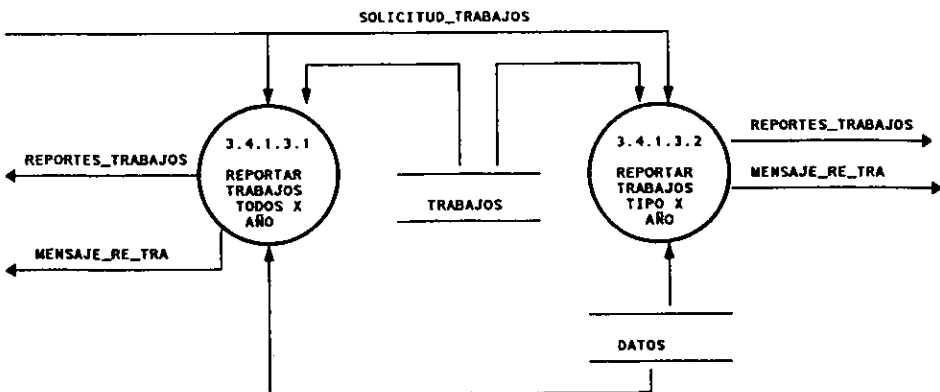 SOLICITUD_TRABAJOS
3.4.1.3.1
REPORTAR
TRABAJOS
TODOS X
AÑO
3.4.1.3.2
REPORTAR
TRABAJOS
TIPO X
AÑO
REPORTES_TRABAJOS
MENSAJE_RE_TRA
TRABAJOS
REPORTES_TRABAJOS
MENSAJE_RE_TRA
DATOS